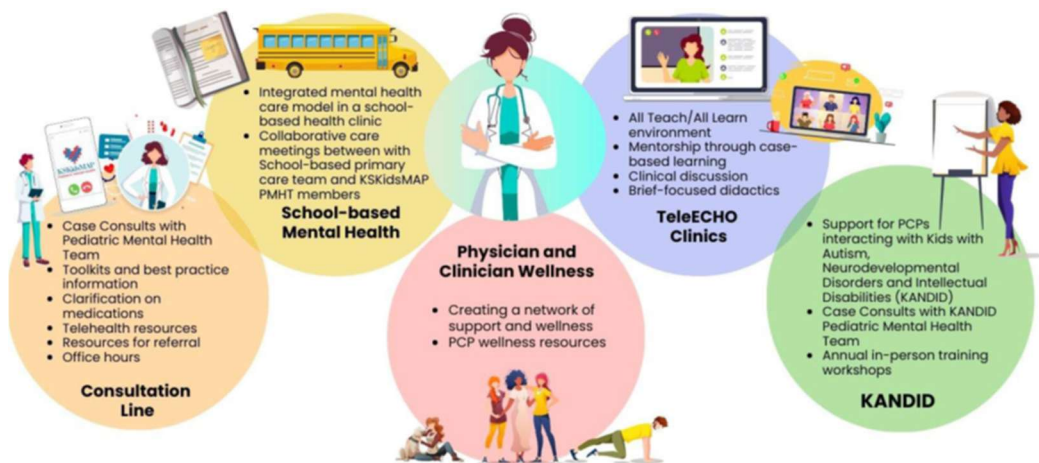 KSKidsMAP
• Case Consults with
Pediatric Mental Health
Team
• Toolkits and best practice
information
• Clarification on
medications
• Telehealth resources
• Resources for referral
• Office hours
Consultation
Line
• Integrated mental health
care model in a school-
based health clinic
• Collaborative care
meetings between with
School-based primary
care team and KSKidsMAP
PMHT members
School-based
Mental Health
Physician and
Clinician Wellness
• Creating a network of
support and wellness
• PCP wellness resources
• All Teach/All Learn
environment
• Mentorship through case-
based learning
• Clinical discussion
• Brief-focused didactics
TeleECHO
Clinics
• Support for PCPs
interacting with Kids with
Autism,
Neurodevelopmental
Disorders and Intellectual
Disabilities (KANDID)
• Case Consults with KANDID
Pediatric Mental Health
Team
• Annual in-person training
workshops
KANDID